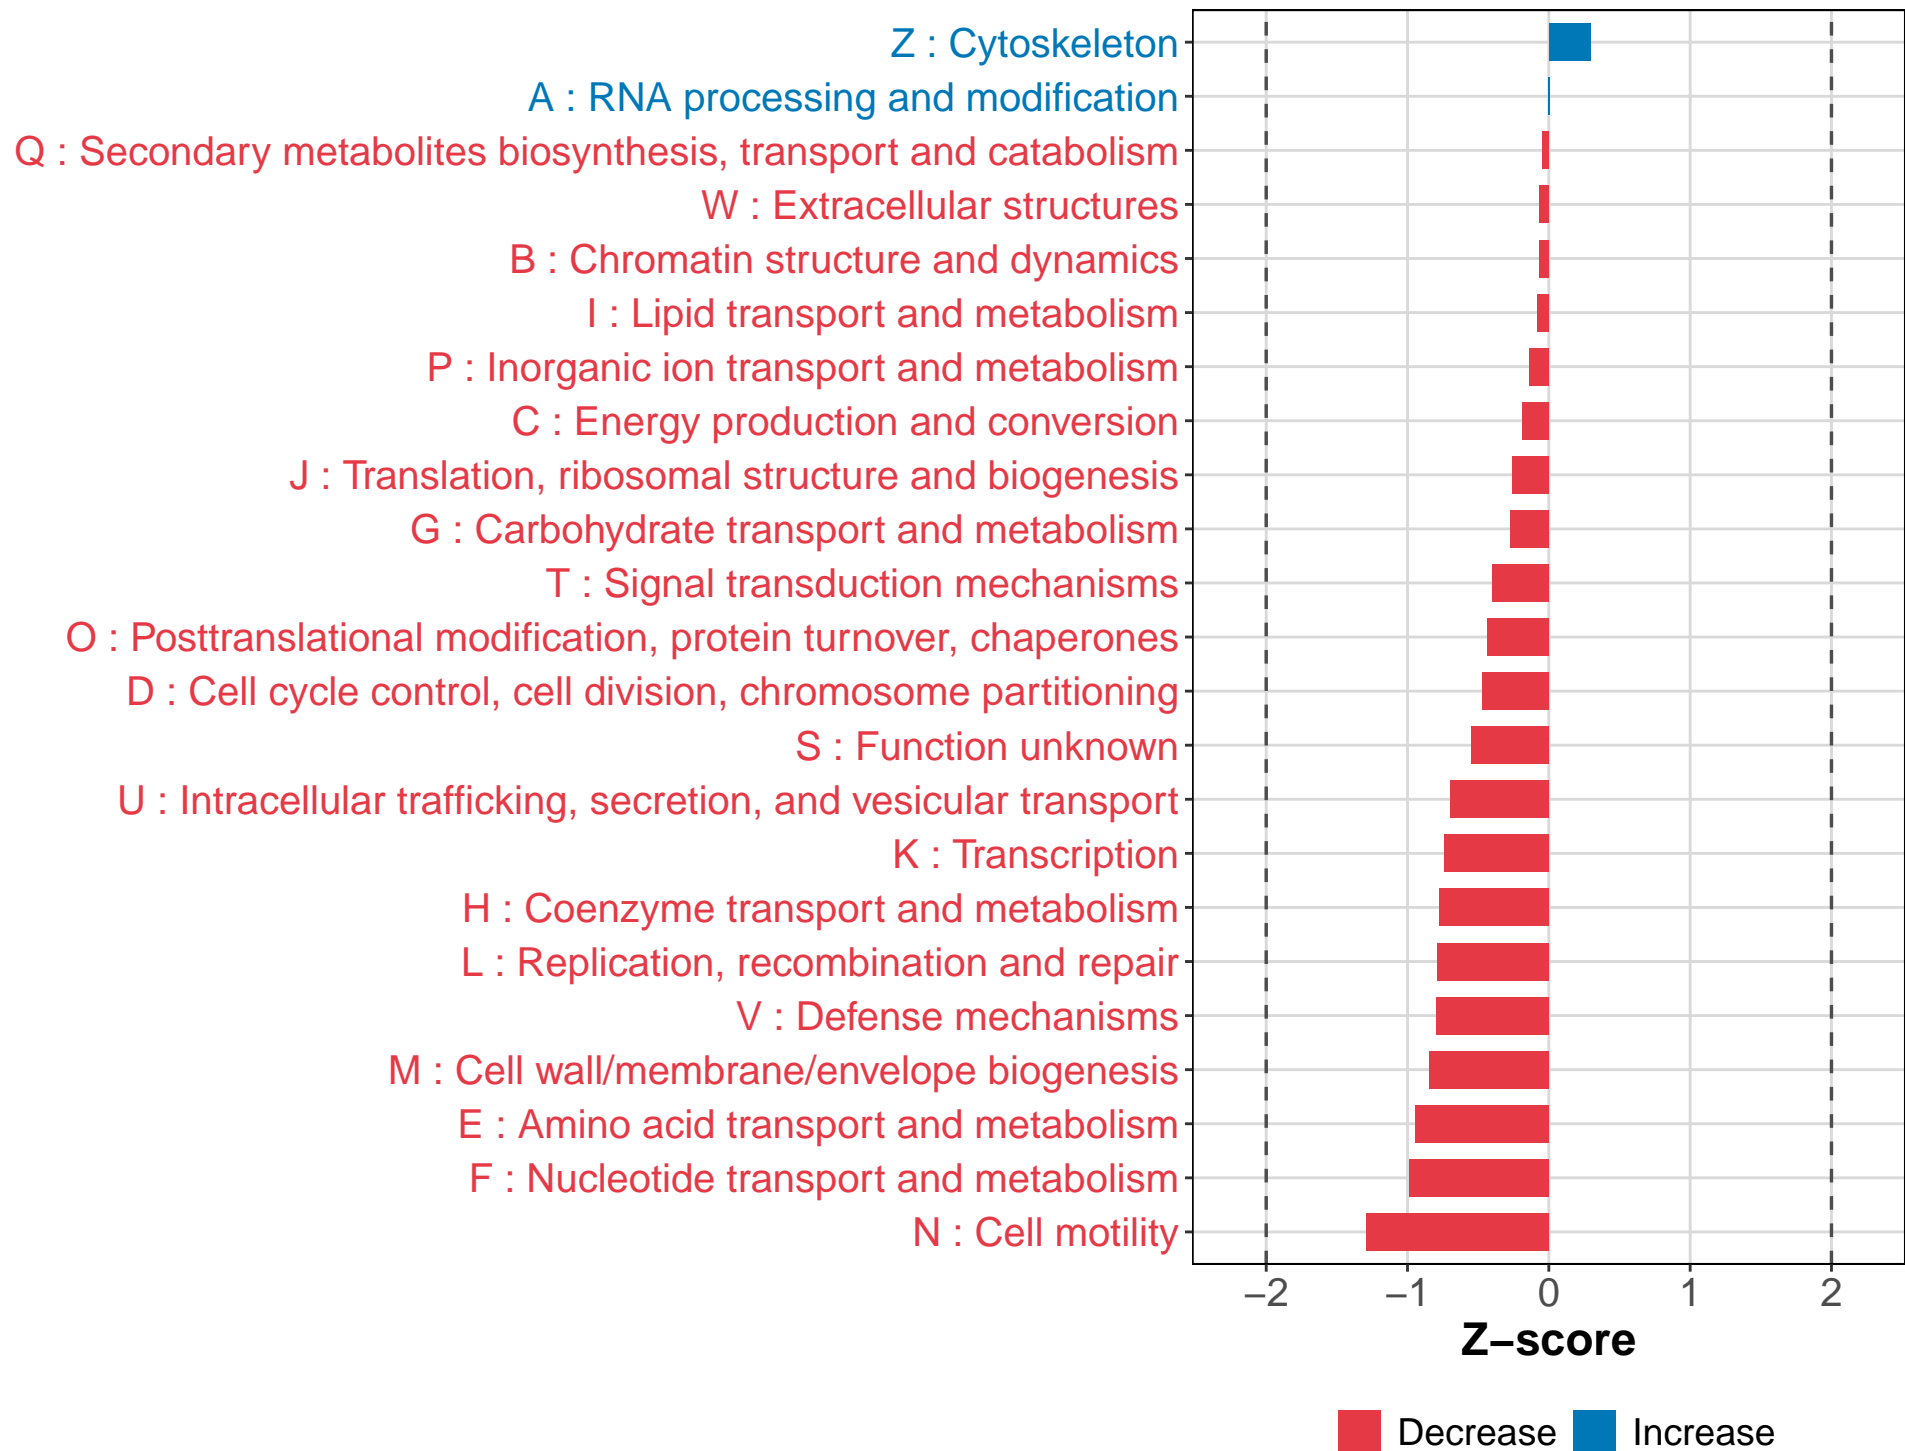 Z : Cytoskeleton
A : RNA processing and modification
Q : Secondary metabolites biosynthesis, transport and catabolism
W : Extracellular structures
B : Chromatin structure and dynamics
I : Lipid transport and metabolism
P : Inorganic ion transport and metabolism
C : Energy production and conversion
J : Translation, ribosomal structure and biogenesis
G : Carbohydrate transport and metabolism
T : Signal transduction mechanisms
O : Posttranslational modification, protein turnover, chaperones
D : Cell cycle control, cell division, chromosome partitioning
S : Function unknown
U : Intracellular trafficking, secretion, and vesicular transport
K : Transcription
H : Coenzyme transport and metabolism
L : Replication, recombination and repair
V : Defense mechanisms
M : Cell wall/membrane/envelope biogenesis
E : Amino acid transport and metabolism
F : Nucleotide transport and metabolism
N : Cell motility
−2 −1 0 1 2
Z−score
Decrease Increase